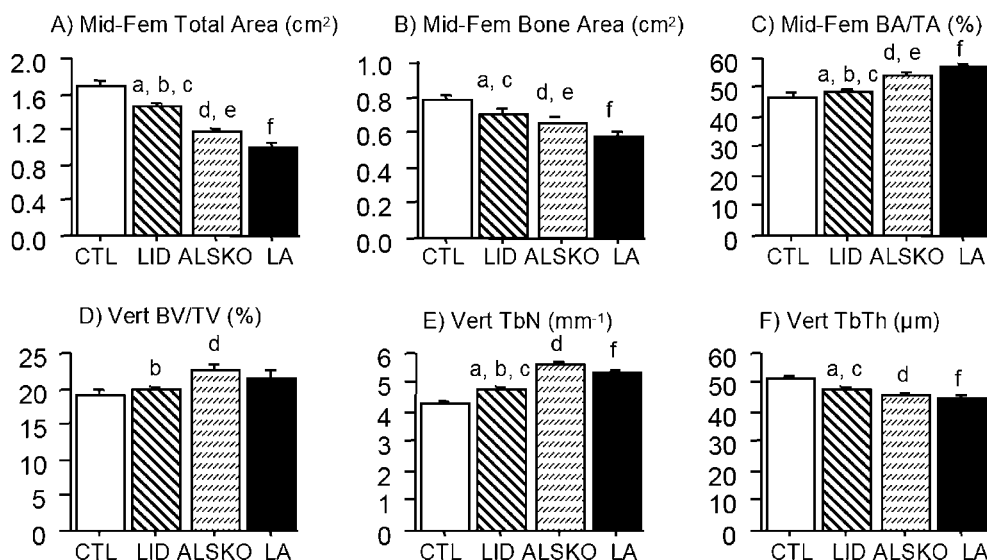 A) Mid-Fem Total Area (cm²)
2.0
1.6
1.2
0.8
0.4
0.0
a, b, c
d, e
f
CTL LID ALSKO LA
B) Mid-Fem Bone Area (cm²)
1.0
0.8
0.6
0.4
0.2
0.0
a, c
d, e
f
CTL LID ALSKO LA
C) Mid-Fem BA/TA (%)
60
50
40
30
20
10
0
a, b, c
d, e
f
CTL LID ALSKO LA
D) Vert BV/TV (%)
25
20
15
10
5
0
b
d
CTL LID ALSKO LA
E) Vert TbN (mm⁻¹)
6
5
4
3
2
1
0
a, b, c
d
f
CTL LID ALSKO LA
F) Vert TbTh (µm)
60
50
40
30
20
10
0
a, c
d
f
CTL LID ALSKO LA